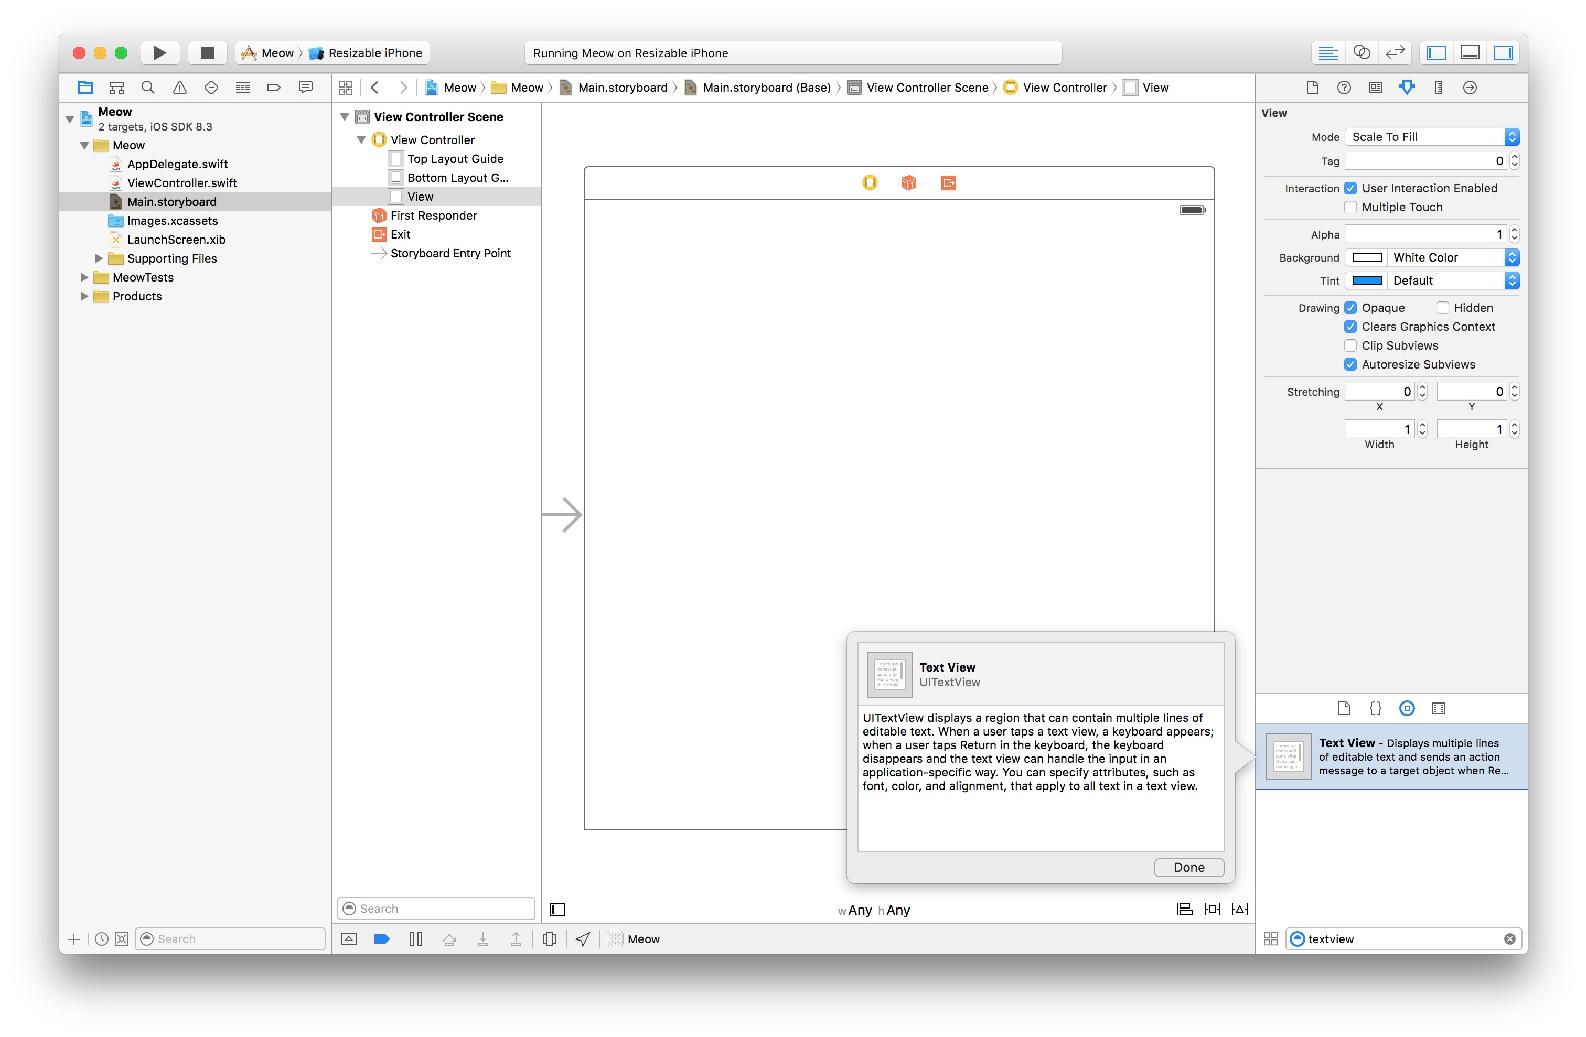 Meow
Resizable iPhone
Running Meow on Resizable iPhone
Meow
Meow
Main.storyboard
Main.storyboard (Base)
View Controller Scene
View Controller
View
Meow
2 targets, iOS SDK 8.3
Meow
AppDelegate.swift
ViewController.swift
Main.storyboard
Images.xcassets
LaunchScreen.xib
Supporting Files
MeowTests
Products
Search
View Controller Scene
View Controller
Top Layout Guide
Bottom Layout G...
View
First Responder
Exit
Storyboard Entry Point
Search
wAny hAny
Meow
Text View
UITextView
UITextView displays a region that can contain multiple lines of
editable text. When a user taps a text view, a keyboard appears;
when a user taps Return in the keyboard, the keyboard
disappears and the text view can handle the input in an
application-specific way. You can specify attributes, such as
font, color, and alignment, that apply to all text in a text view.
Done
View
Mode Scale To Fill
Tag 0
Interaction User Interaction Enabled
Multiple Touch
Alpha 1
Background White Color
Tint Default
Drawing Opaque Hidden
Clears Graphics Context
Clip Subviews
Autoresize Subviews
Stretching 0 0
X Y
1 1
Width Height
Text View - Displays multiple lines
of editable text and sends an action
message to a target object when Re...
textview